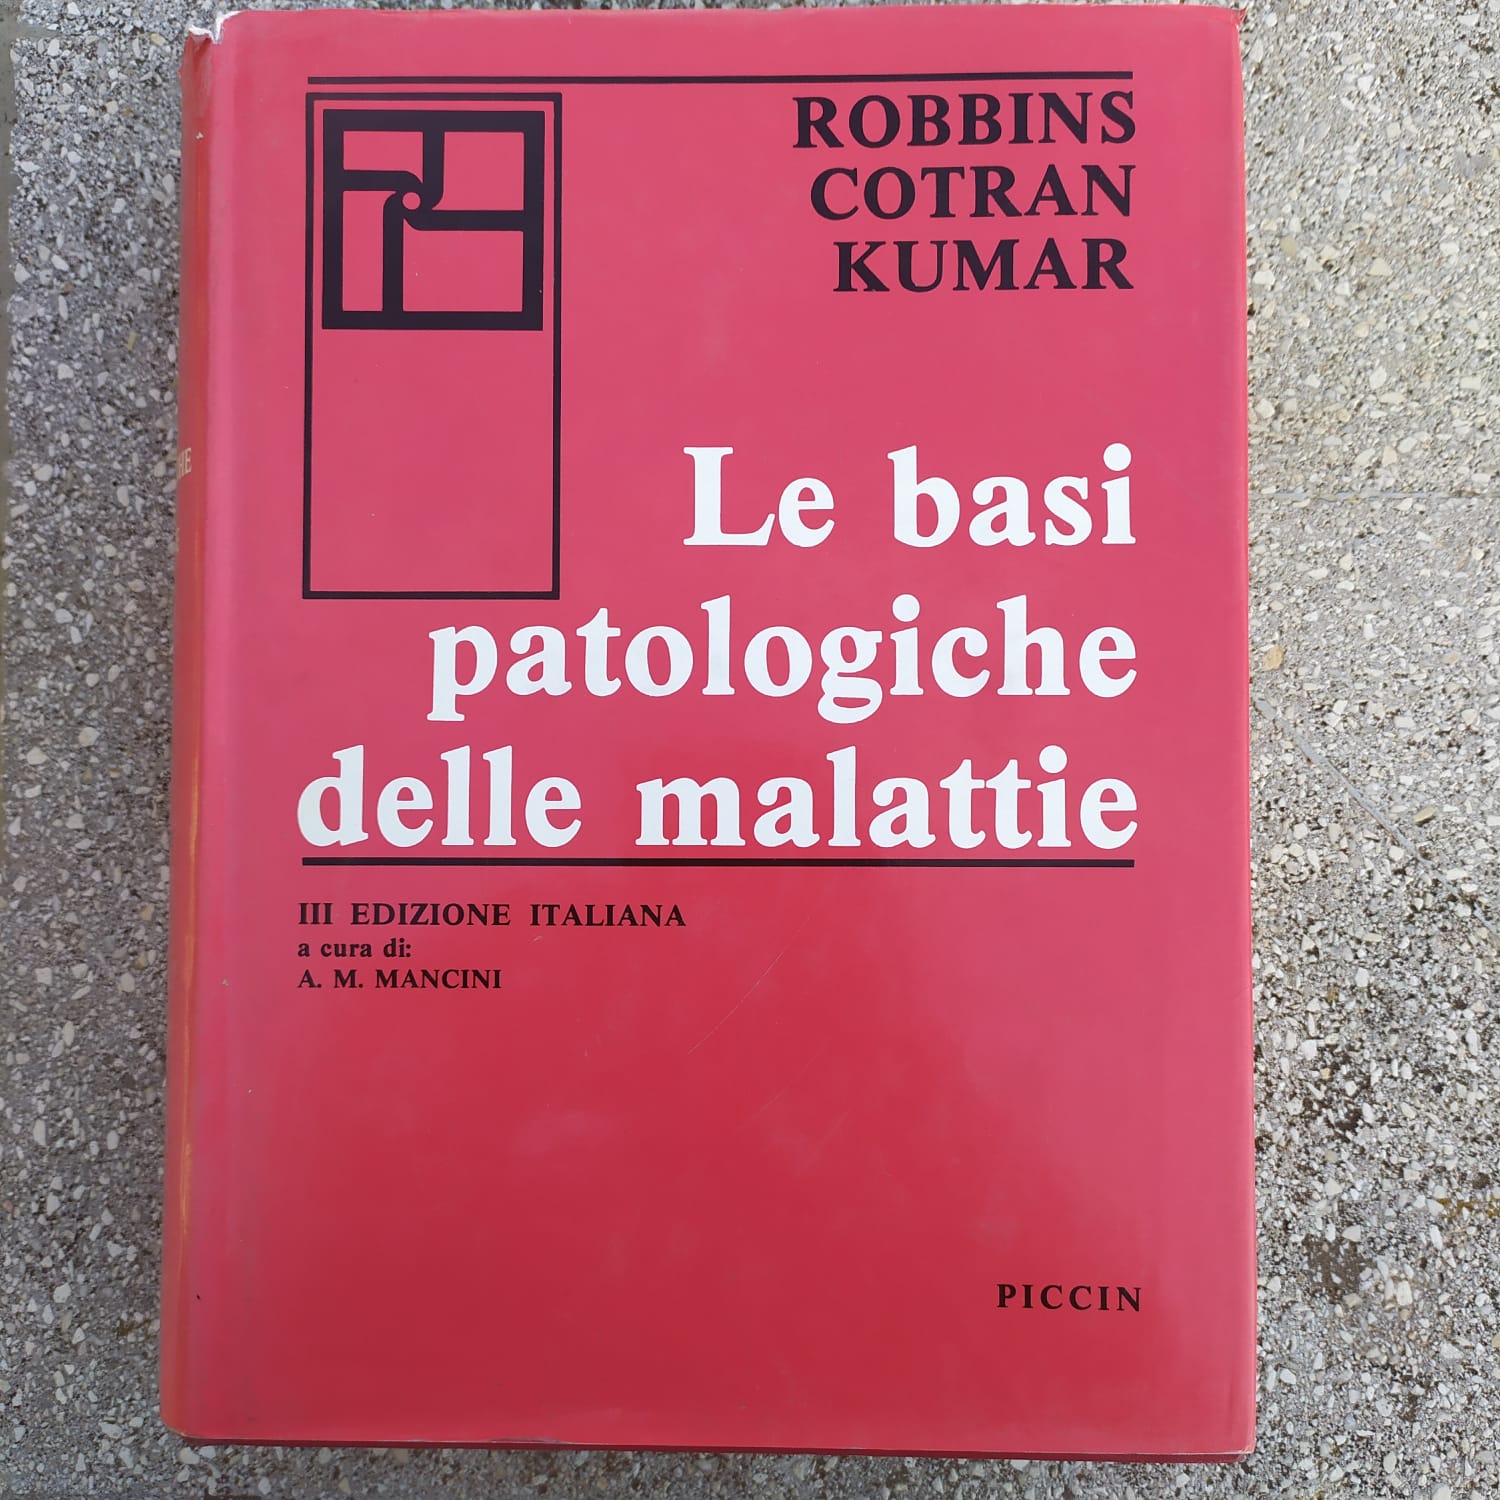 ROBBINS
COTRAN
KUMAR
Le basi
patologiche
delle malattie
III EDIZIONE ITALIANA
a cura di:
A. M. MANCINI
PICCIN